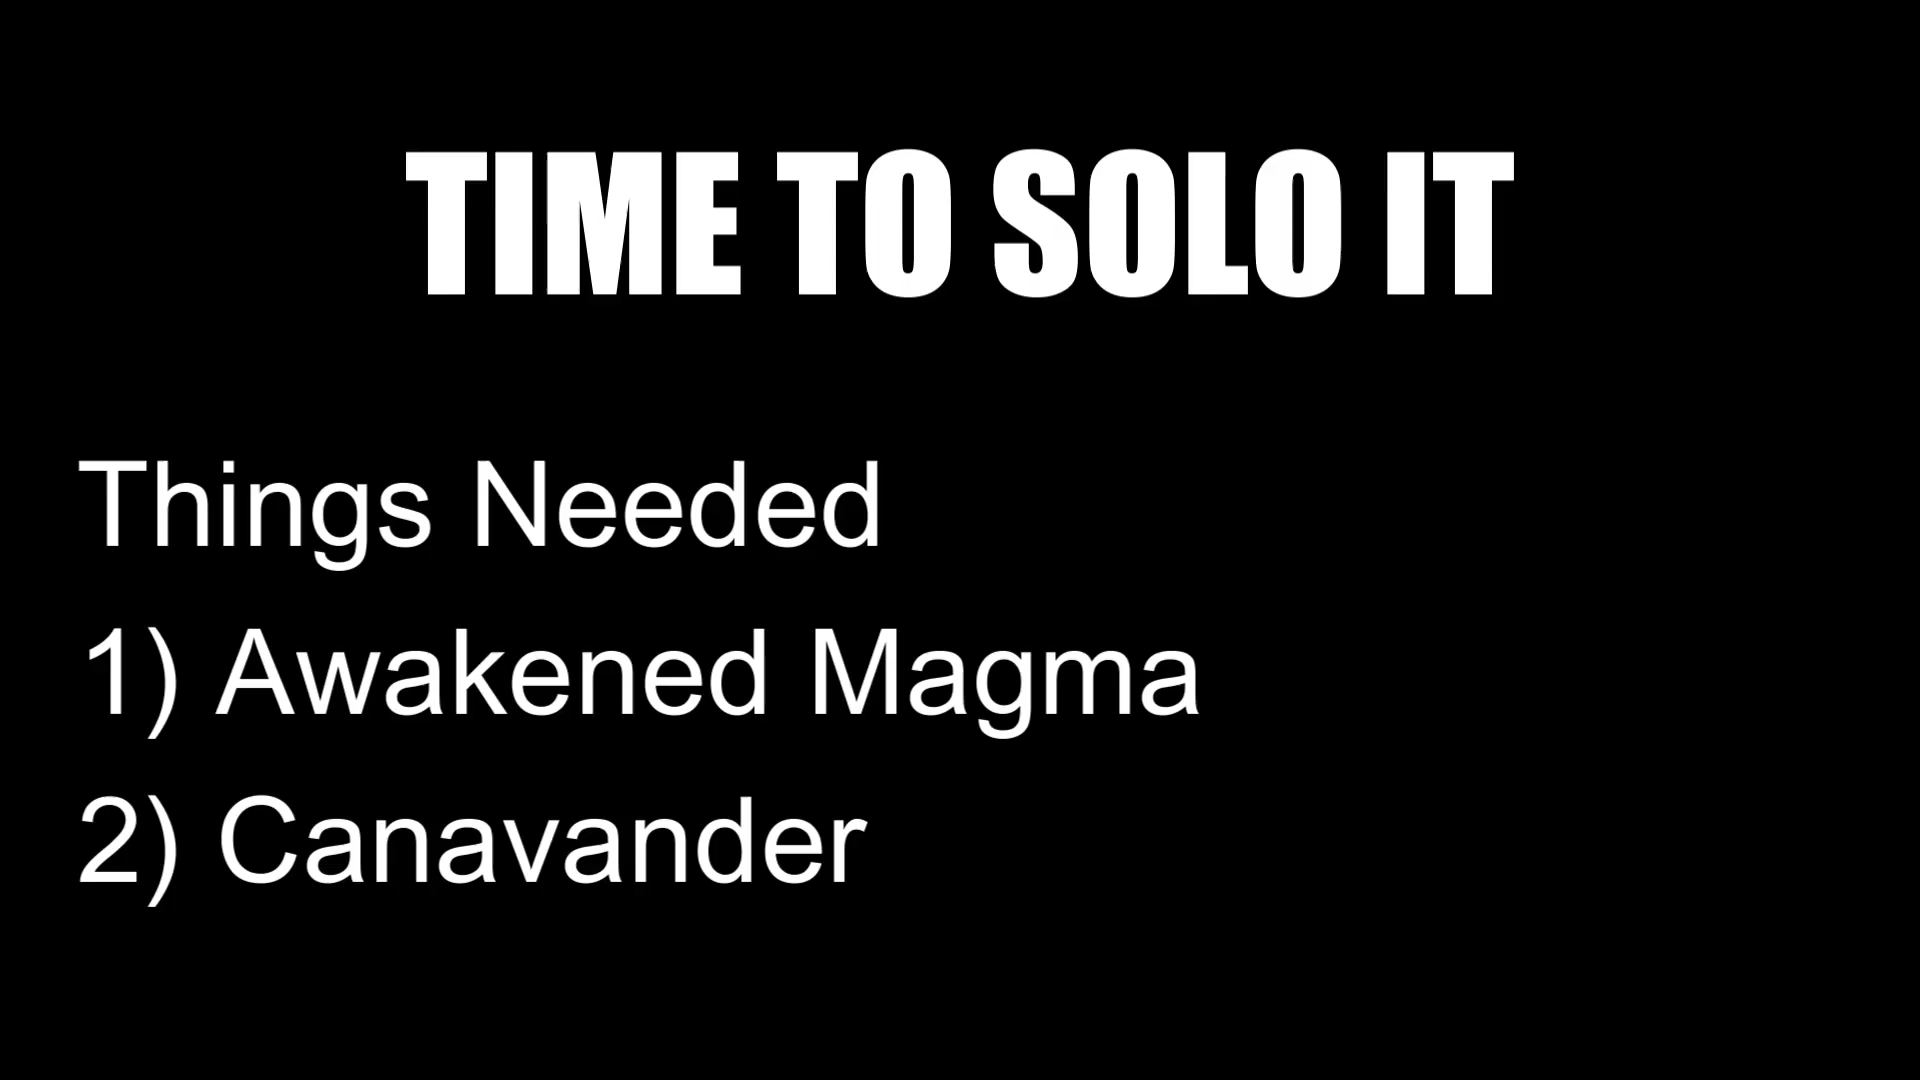 TIME TO SOLO IT
Things Needed
1) Awakened Magma
2) Canavander